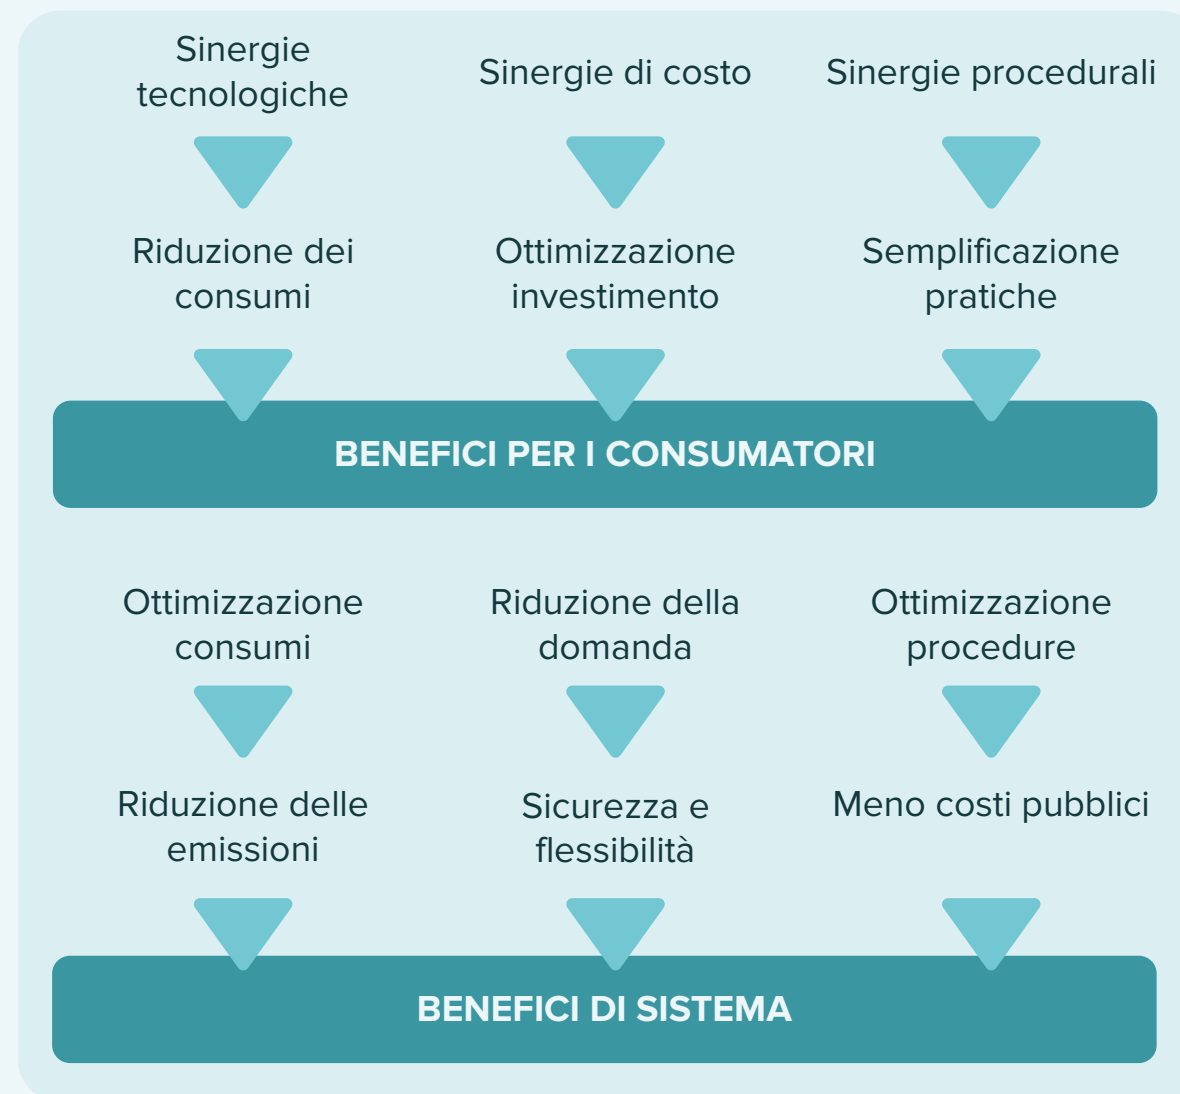 Sinergie
tecnologiche
Sinergie di costo
Sinergie procedurali
Riduzione dei
consumi
Ottimizzazione
investimento
Semplificazione
pratiche
BENEFICI PER I CONSUMATORI
Ottimizzazione
consumi
Riduzione della
domanda
Ottimizzazione
procedure
Riduzione delle
emissioni
Sicurezza e
flessibilità
Meno costi pubblici
BENEFICI DI SISTEMA